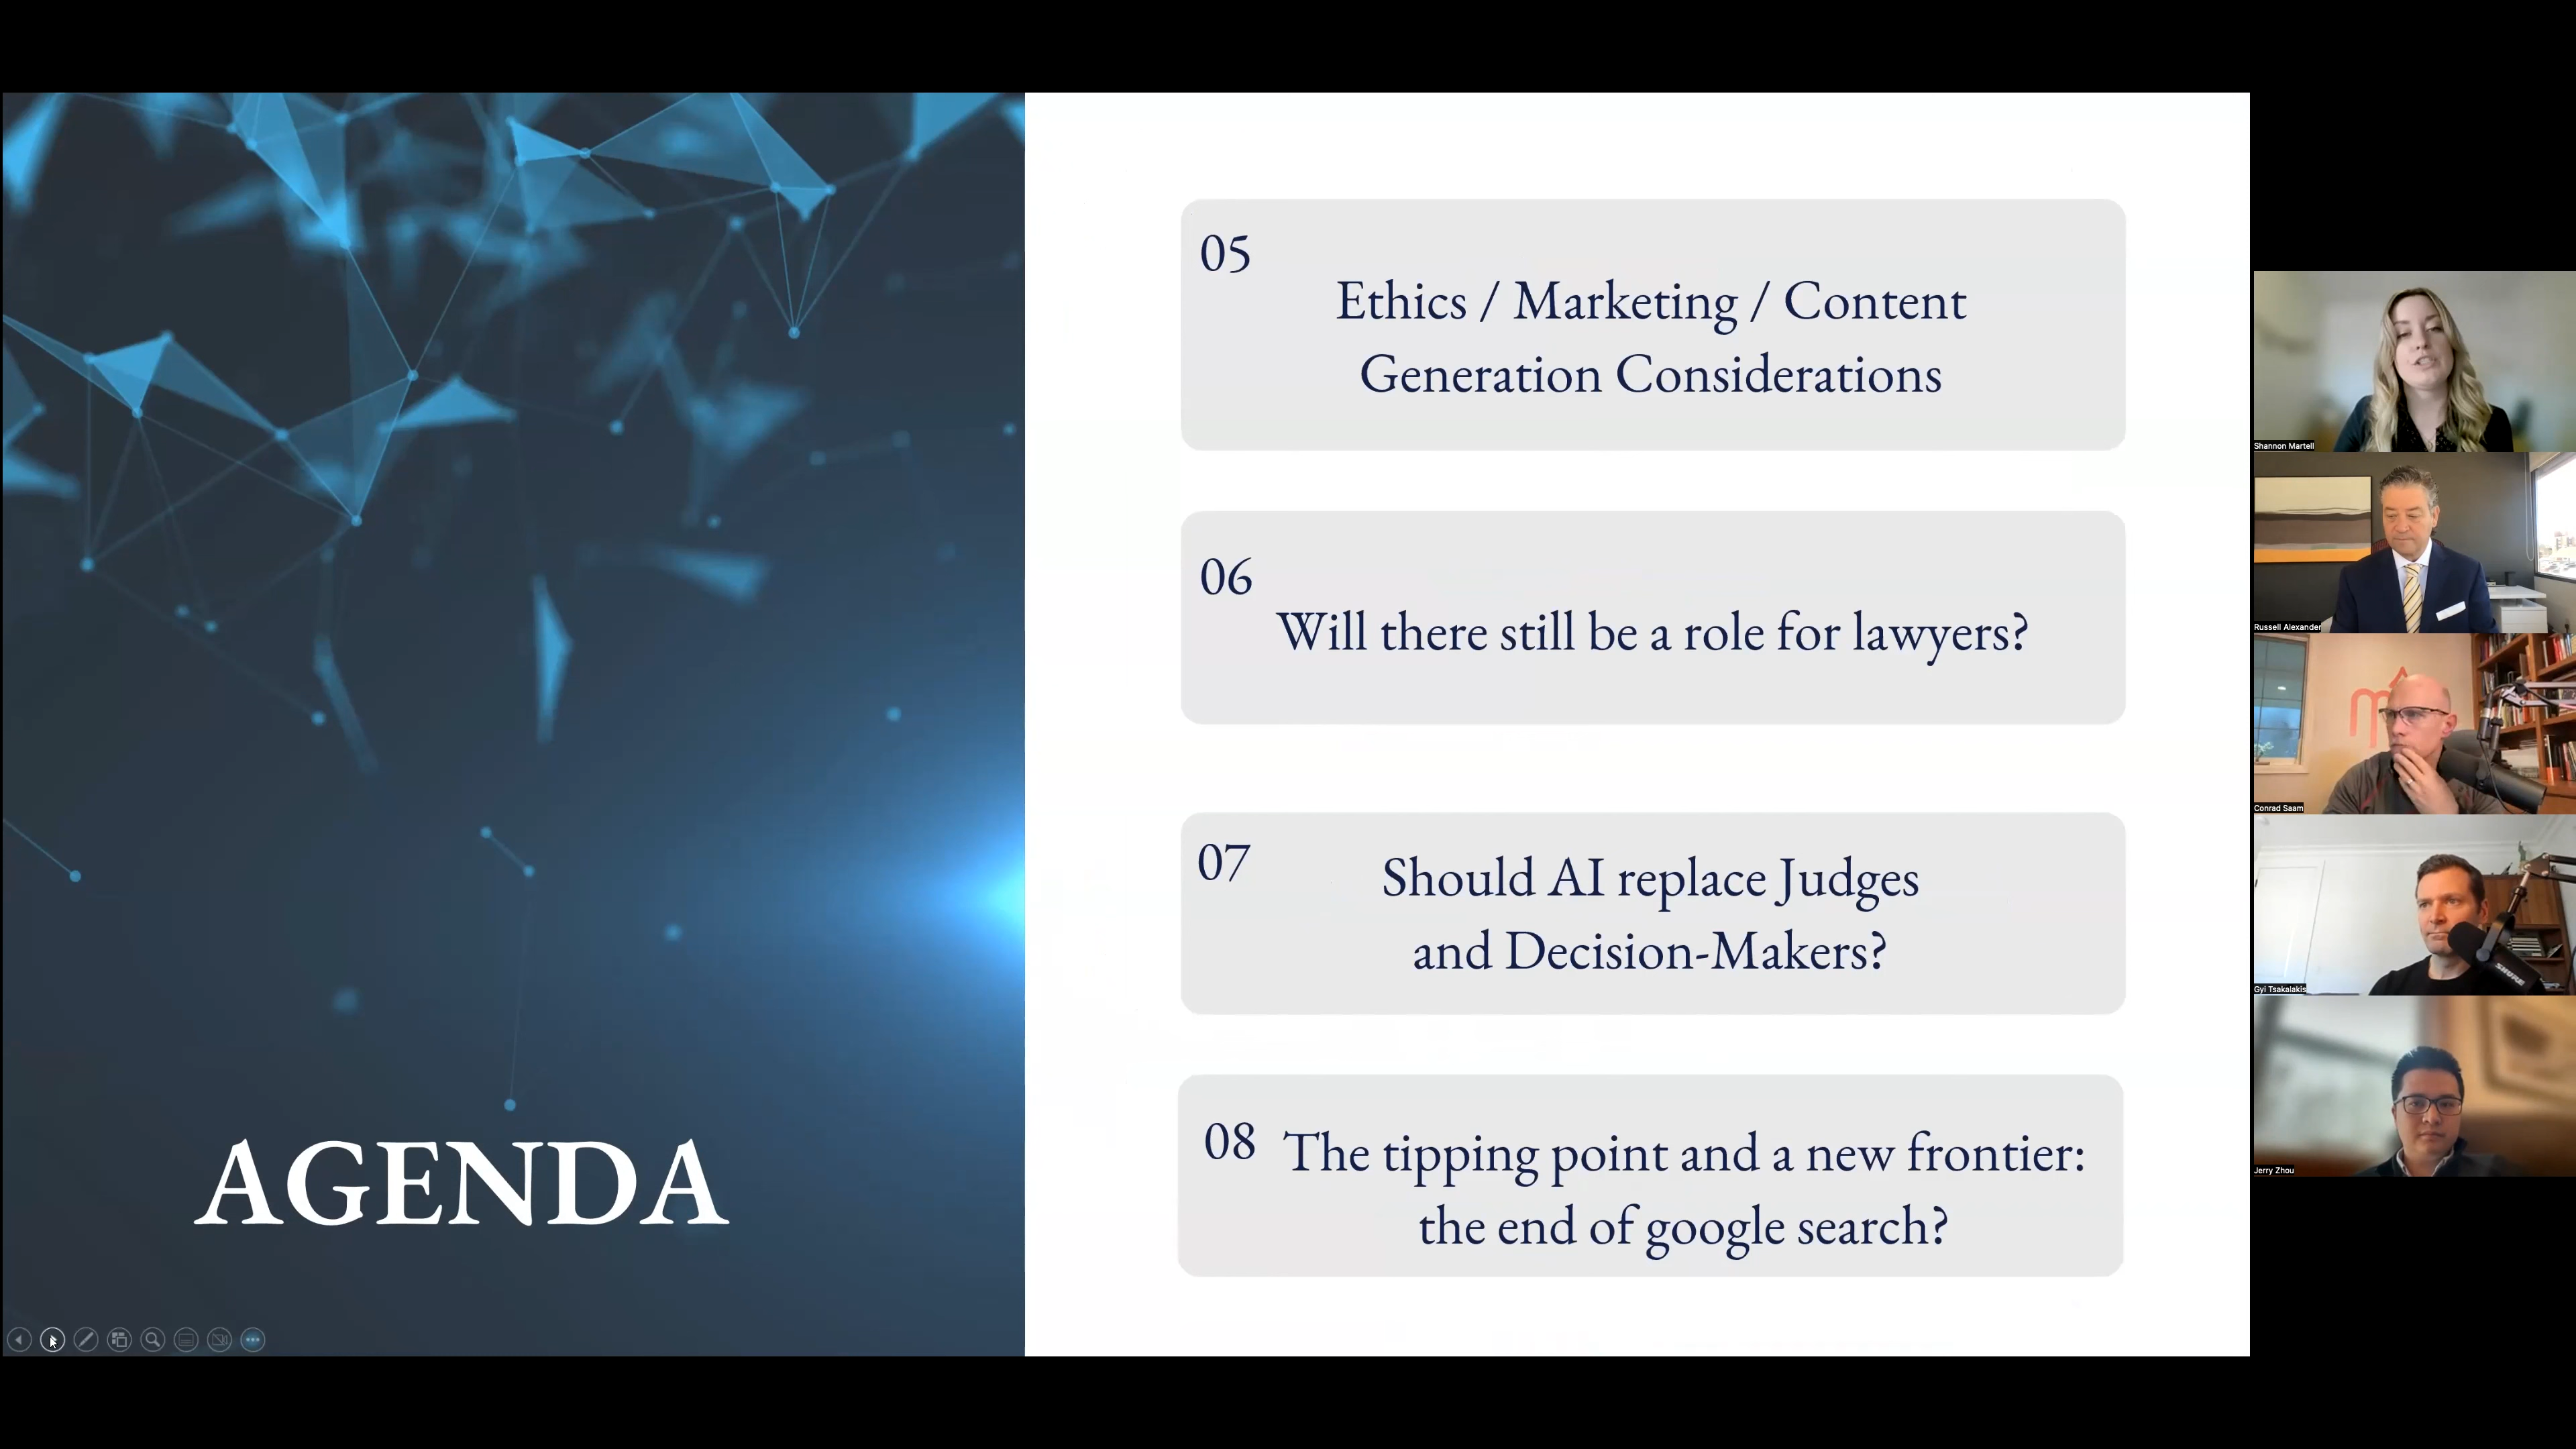 AGENDA
05
Ethics / Marketing / Content
Generation Considerations
06
Will there still be a role for lawyers?
07
Should AI replace Judges
and Decision-Makers?
08
The tipping point and a new frontier:
the end of google search?
Shannon Martell
Russell Alexander
Conrad Saam
Gyi Tsakalakis
SHURE
Jerry Zhou